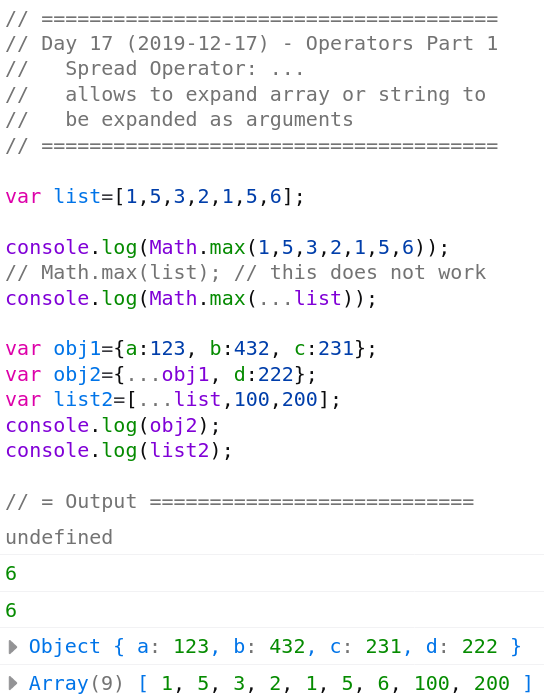 // ======================================
// Day 17 (2019-12-17) - Operators Part 1
//   Spread Operator: ...
//   allows to expand array or string to
//   be expanded as arguments
// ======================================
var list=[1,5,3,2,1,5,6];
console.log(Math.max(1,5,3,2,1,5,6));
// Math.max(list); // this does not work
console.log(Math.max(...list));
var obj1={a:123, b:432, c:231};
var obj2={...obj1, d:222};
var list2=[...list,100,200];
console.log(obj2);
console.log(list2);
// = Output ===========================
undefined
6
6
Object { a: 123, b: 432, c: 231, d: 222 }
Array(9) [ 1, 5, 3, 2, 1, 5, 6, 100, 200 ]